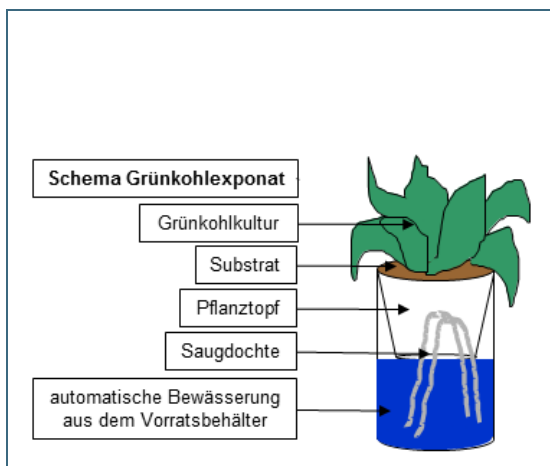 Schema Grünkohlexponat
Grünkohlkultur
Substrat
Pflanztopf
Saugdochte
automatische Bewässerung
aus dem Vorratsbehälter